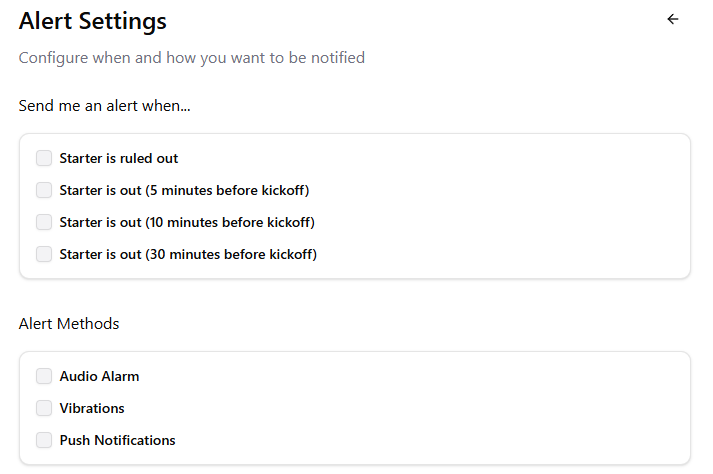 Alert Settings
Configure when and how you want to be notified
Send me an alert when...
Starter is ruled out
Starter is out (5 minutes before kickoff)
Starter is out (10 minutes before kickoff)
Starter is out (30 minutes before kickoff)
Alert Methods
Audio Alarm
Vibrations
Push Notifications